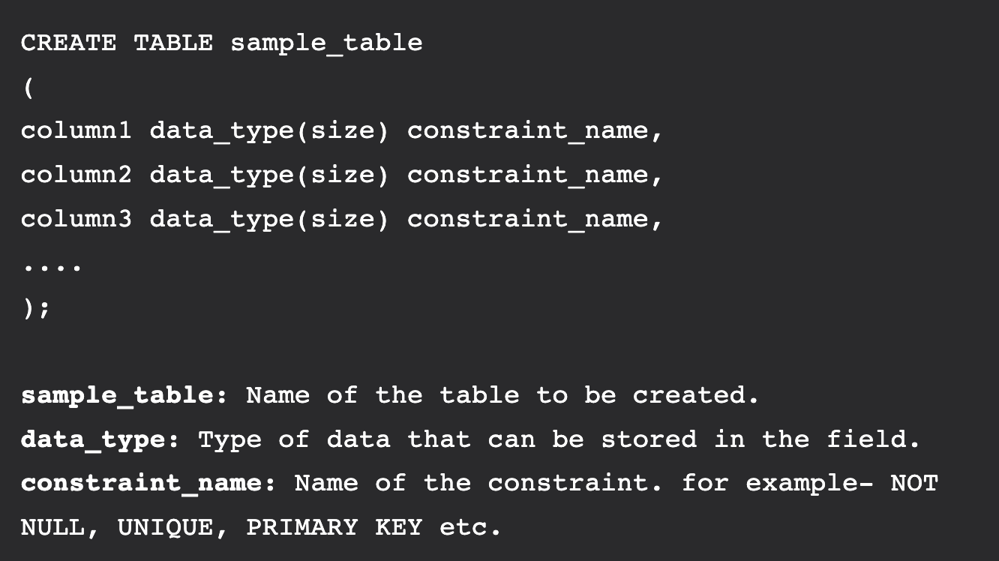 CREATE TABLE sample_table
(
column1 data_type(size) constraint_name,
column2 data_type(size) constraint_name,
column3 data_type(size) constraint_name,
....
);
sample_table: Name of the table to be created.
data_type: Type of data that can be stored in the field.
constraint_name: Name of the constraint. for example- NOT
NULL, UNIQUE, PRIMARY KEY etc.